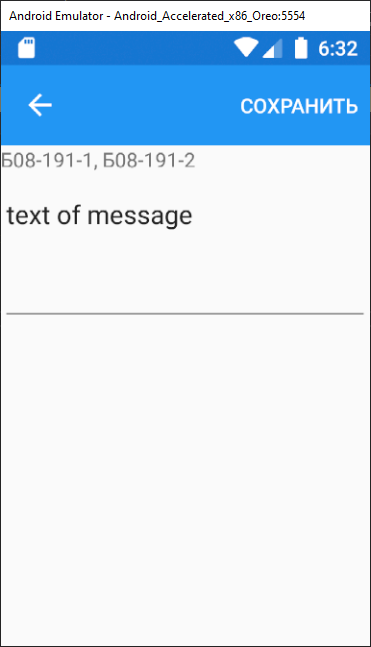 Android Emulator - Android_Accelerated_x86_Oreo:5554
6:32
СОХРАНИТЬ
Б08-191-1, Б08-191-2
text of message